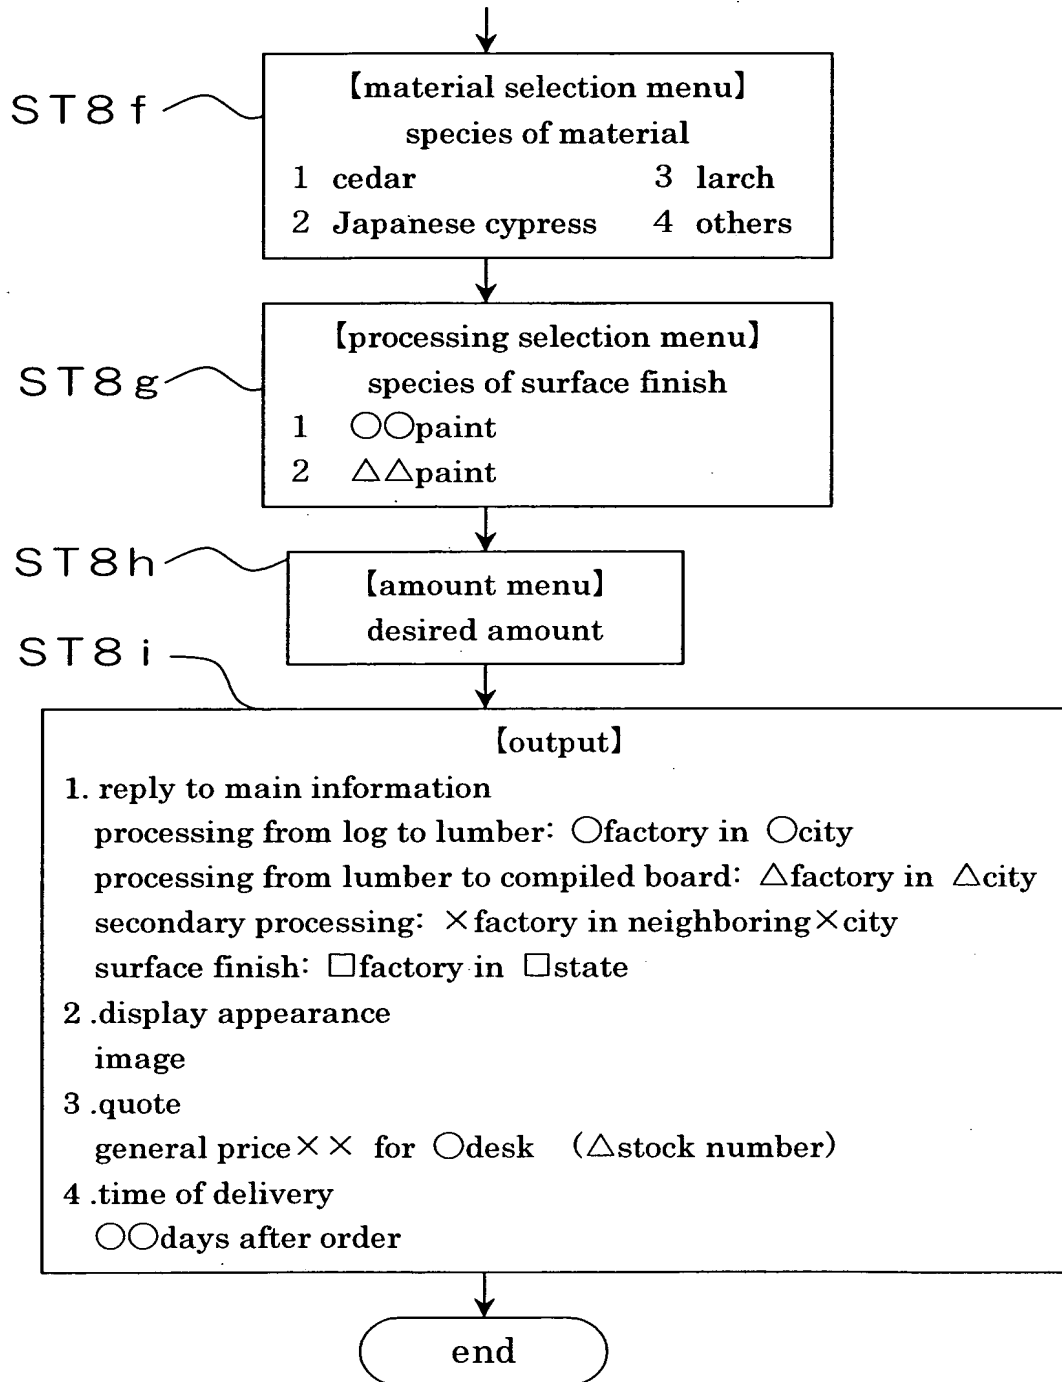 ST8f
【material selection menu】
species of material
1 cedar 3 larch
2 Japanese cypress 4 others
ST8g
【processing selection menu】
species of surface finish
1 ○○paint
2 △△paint
ST8h
【amount menu】
desired amount
ST8i
【output】
1. reply to main information
processing from log to lumber: ○factory in ○city
processing from lumber to compiled board: △factory in △city
secondary processing: ×factory in neighboring×city
surface finish: □factory in □state
2 .display appearance
image
3 .quote
general price×× for ○desk (△stock number)
4 .time of delivery
○○days after order
end